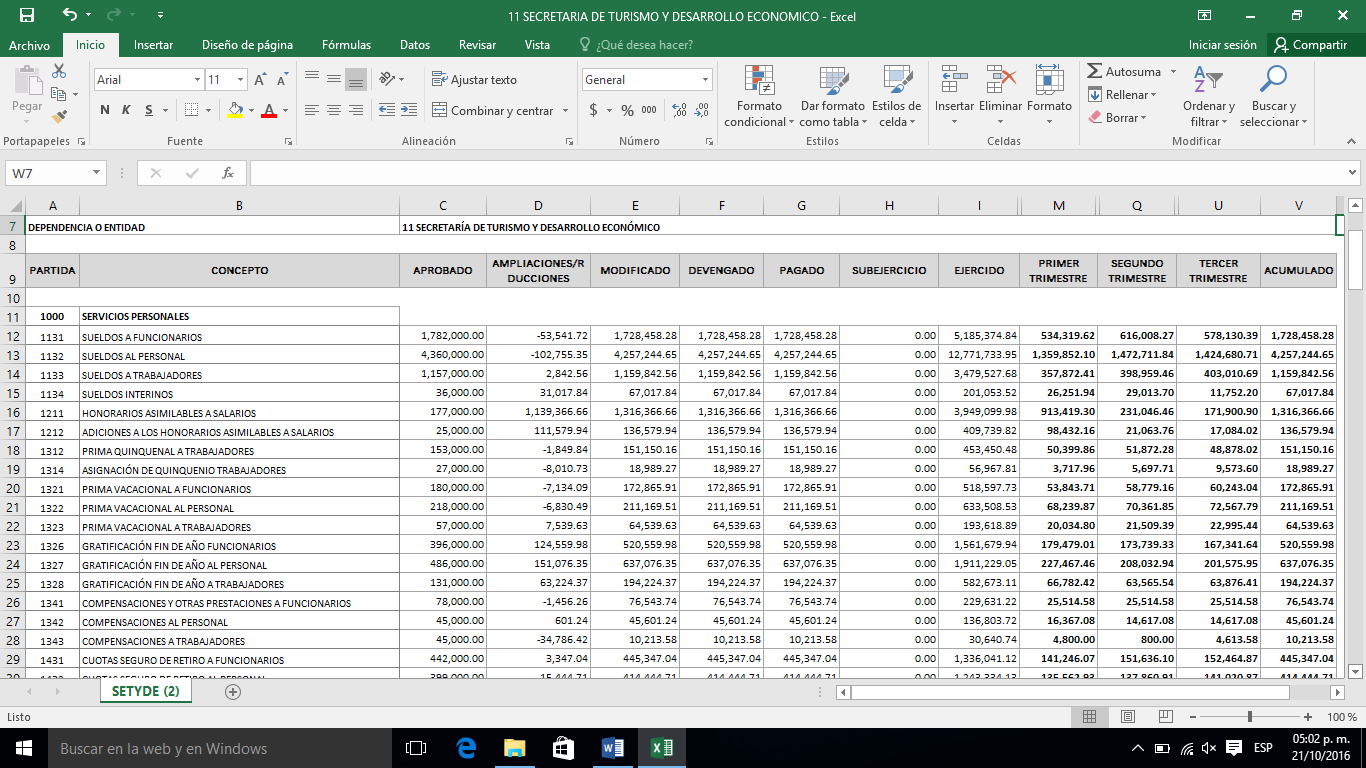 11 SECRETARIA DE TURISMO Y DESARROLLO ECONOMICO - Excel
Archivo Inicio Insertar Diseño de página Fórmulas Datos Revisar Vista ¿Qué desea hacer? Iniciar sesión Compartir
Pegar
Arial 11 Ajustar texto General
N K S Combinar y centrar $ % 000
Formato condicional Dar formato como tabla Estilos de celda Insertar Eliminar Formato
Autosuma
Rellenar
Borrar
Ordenar y filtrar Buscar y seleccionar
Portapapeles Fuente Alineación Número Estilos Celdas Modificar
W7 fx
A B C D E F G H I M Q U V
7 DEPENDENCIA O ENTIDAD 11 SECRETARÍA DE TURISMO Y DESARROLLO ECONÓMICO
8
9 PARTIDA CONCEPTO APROBADO AMPLIACIONES/R DUCCIONES MODIFICADO DEVENGADO PAGADO SUBEJERCICIO EJERCIDO PRIMER TRIMESTRE SEGUNDO TRIMESTRE TERCER TRIMESTRE ACUMULADO
10
11 1000 SERVICIOS PERSONALES
12 1131 SUELDOS A FUNCIONARIOS 1,782,000.00 -53,541.72 1,728,458.28 1,728,458.28 1,728,458.28 0.00 5,185,374.84 534,319.62 616,008.27 578,130.39 1,728,458.28
13 1132 SUELDOS AL PERSONAL 4,360,000.00 -102,755.35 4,257,244.65 4,257,244.65 4,257,244.65 0.00 12,771,733.95 1,359,852.10 1,472,711.84 1,424,680.71 4,257,244.65
14 1133 SUELDOS A TRABAJADORES 1,157,000.00 2,842.56 1,159,842.56 1,159,842.56 1,159,842.56 0.00 3,479,527.68 357,872.41 398,959.46 403,010.69 1,159,842.56
15 1134 SUELDOS INTERINOS 36,000.00 31,017.84 67,017.84 67,017.84 67,017.84 0.00 201,053.52 26,251.94 29,013.70 11,752.20 67,017.84
16 1211 HONORARIOS ASIMILABLES A SALARIOS 177,000.00 1,139,366.66 1,316,366.66 1,316,366.66 1,316,366.66 0.00 3,949,099.98 913,419.30 231,046.46 171,900.90 1,316,366.66
17 1212 ADICIONES A LOS HONORARIOS ASIMILABLES A SALARIOS 25,000.00 111,579.94 136,579.94 136,579.94 136,579.94 0.00 409,739.82 98,432.16 21,063.76 17,084.02 136,579.94
18 1312 PRIMA QUINQUENAL A TRABAJADORES 153,000.00 -1,849.84 151,150.16 151,150.16 151,150.16 0.00 453,450.48 50,399.86 51,872.28 48,878.02 151,150.16
19 1314 ASIGNACIÓN DE QUINQUENIO TRABAJADORES 27,000.00 -8,010.73 18,989.27 18,989.27 18,989.27 0.00 56,967.81 3,717.96 5,697.71 9,573.60 18,989.27
20 1321 PRIMA VACACIONAL A FUNCIONARIOS 180,000.00 -7,134.09 172,865.91 172,865.91 172,865.91 0.00 518,597.73 53,843.71 58,779.16 60,243.04 172,865.91
21 1322 PRIMA VACACIONAL AL PERSONAL 218,000.00 -6,830.49 211,169.51 211,169.51 211,169.51 0.00 633,508.53 68,239.87 70,361.85 72,567.79 211,169.51
22 1323 PRIMA VACACIONAL A TRABAJADORES 57,000.00 7,539.63 64,539.63 64,539.63 64,539.63 0.00 193,618.89 20,034.80 21,509.39 22,995.44 64,539.63
23 1326 GRATIFICACIÓN FIN DE AÑO FUNCIONARIOS 396,000.00 124,559.98 520,559.98 520,559.98 520,559.98 0.00 1,561,679.94 179,479.01 173,739.33 167,341.64 520,559.98
24 1327 GRATIFICACIÓN FIN DE AÑO AL PERSONAL 486,000.00 151,076.35 637,076.35 637,076.35 637,076.35 0.00 1,911,229.05 227,467.46 208,032.94 201,575.95 637,076.35
25 1328 GRATIFICACIÓN FIN DE AÑO A TRABAJADORES 131,000.00 63,224.37 194,224.37 194,224.37 194,224.37 0.00 582,673.11 66,782.42 63,565.54 63,876.41 194,224.37
26 1341 COMPENSACIONES Y OTRAS PRESTACIONES A FUNCIONARIOS 78,000.00 -1,456.26 76,543.74 76,543.74 76,543.74 0.00 229,631.22 25,514.58 25,514.58 25,514.58 76,543.74
27 1342 COMPENSACIONES AL PERSONAL 45,000.00 601.24 45,601.24 45,601.24 45,601.24 0.00 136,803.72 16,367.08 14,617.08 14,617.08 45,601.24
28 1343 COMPENSACIONES A TRABAJADORES 45,000.00 -34,786.42 10,213.58 10,213.58 10,213.58 0.00 30,640.74 4,800.00 800.00 4,613.58 10,213.58
29 1431 CUOTAS SEGURO DE RETIRO A FUNCIONARIOS 442,000.00 3,347.04 445,347.04 445,347.04 445,347.04 0.00 1,336,041.12 141,246.07 151,636.10 152,464.87 445,347.04
SETYDE (2)
Listo 100 %
Buscar en la web y en Windows ESP 05:02 p. m.
21/10/2016